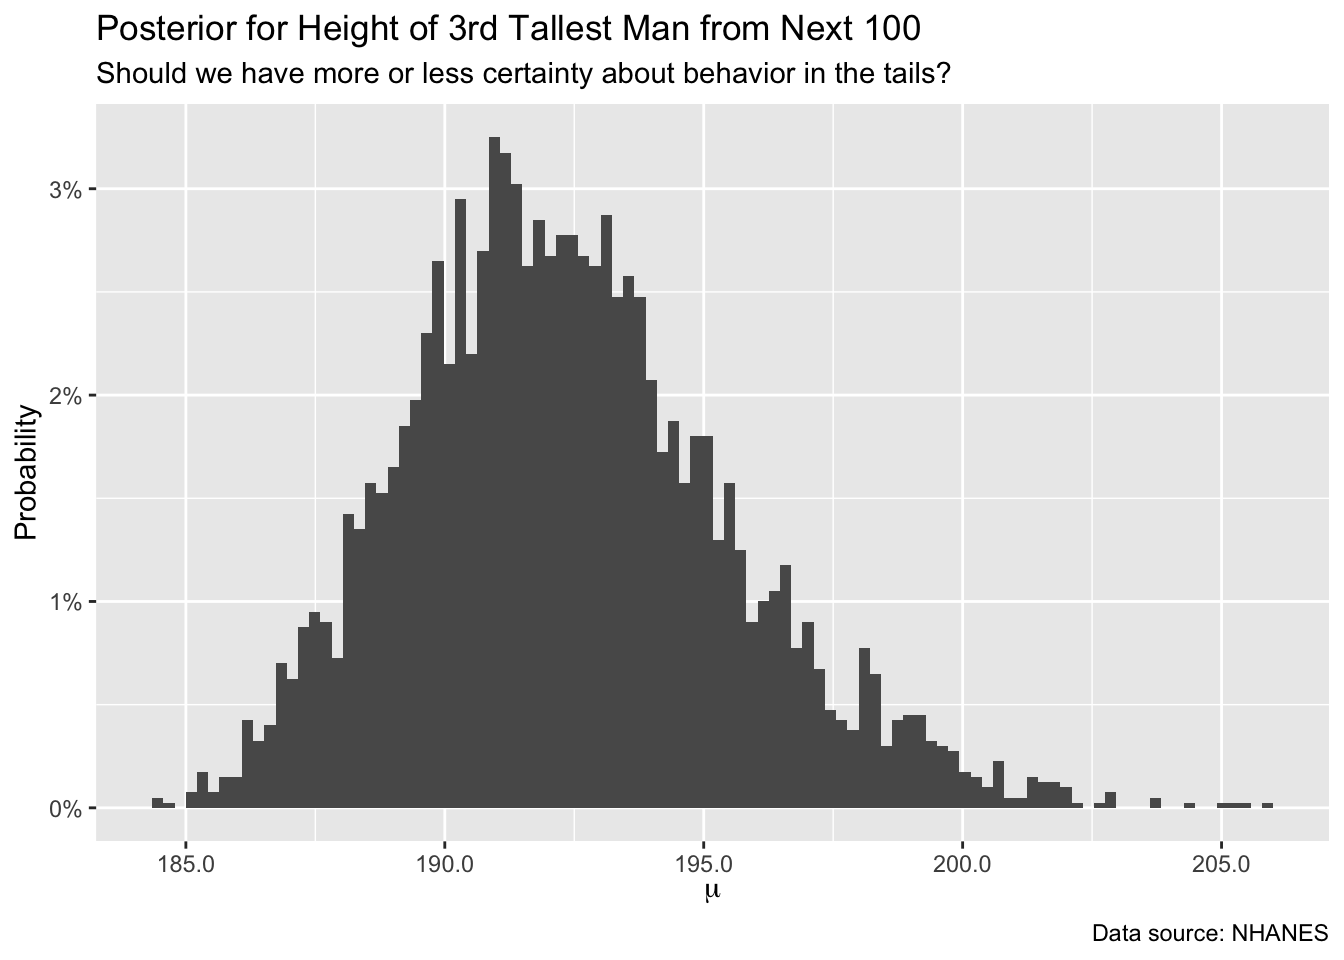 Posterior for Height of 3rd Tallest Man from Next 100
Should we have more or less certainty about behavior in the tails?
3%
2%
1%
0%
Probability
185.0 190.0 195.0 200.0 205.0
μ
Data source: NHANES